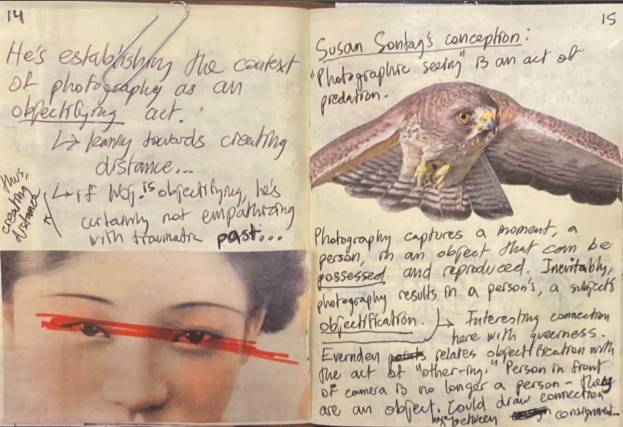 14
He's establishing the context
of photography as an
objectifying act.
↳ leaning towards creating
distance...
↳ if Woj. is objectifying, he's
certainly not empathizing
with traumatic past...
thus,
creating
distance
15
Susan Sontag's conception:
"Photographic seeing" is an act of
predation.
Photography captures a moment, a
person, in an object that can be
possessed and reproduced. Inevitably,
photography results in a person's, a subject's
objectification.
↳ Interesting connection
here with queerness.
Evernden relates objectification with
the act of "other-ing." Person in front
of camera is no longer a person - they
are an object. Could draw connection
between consignment...